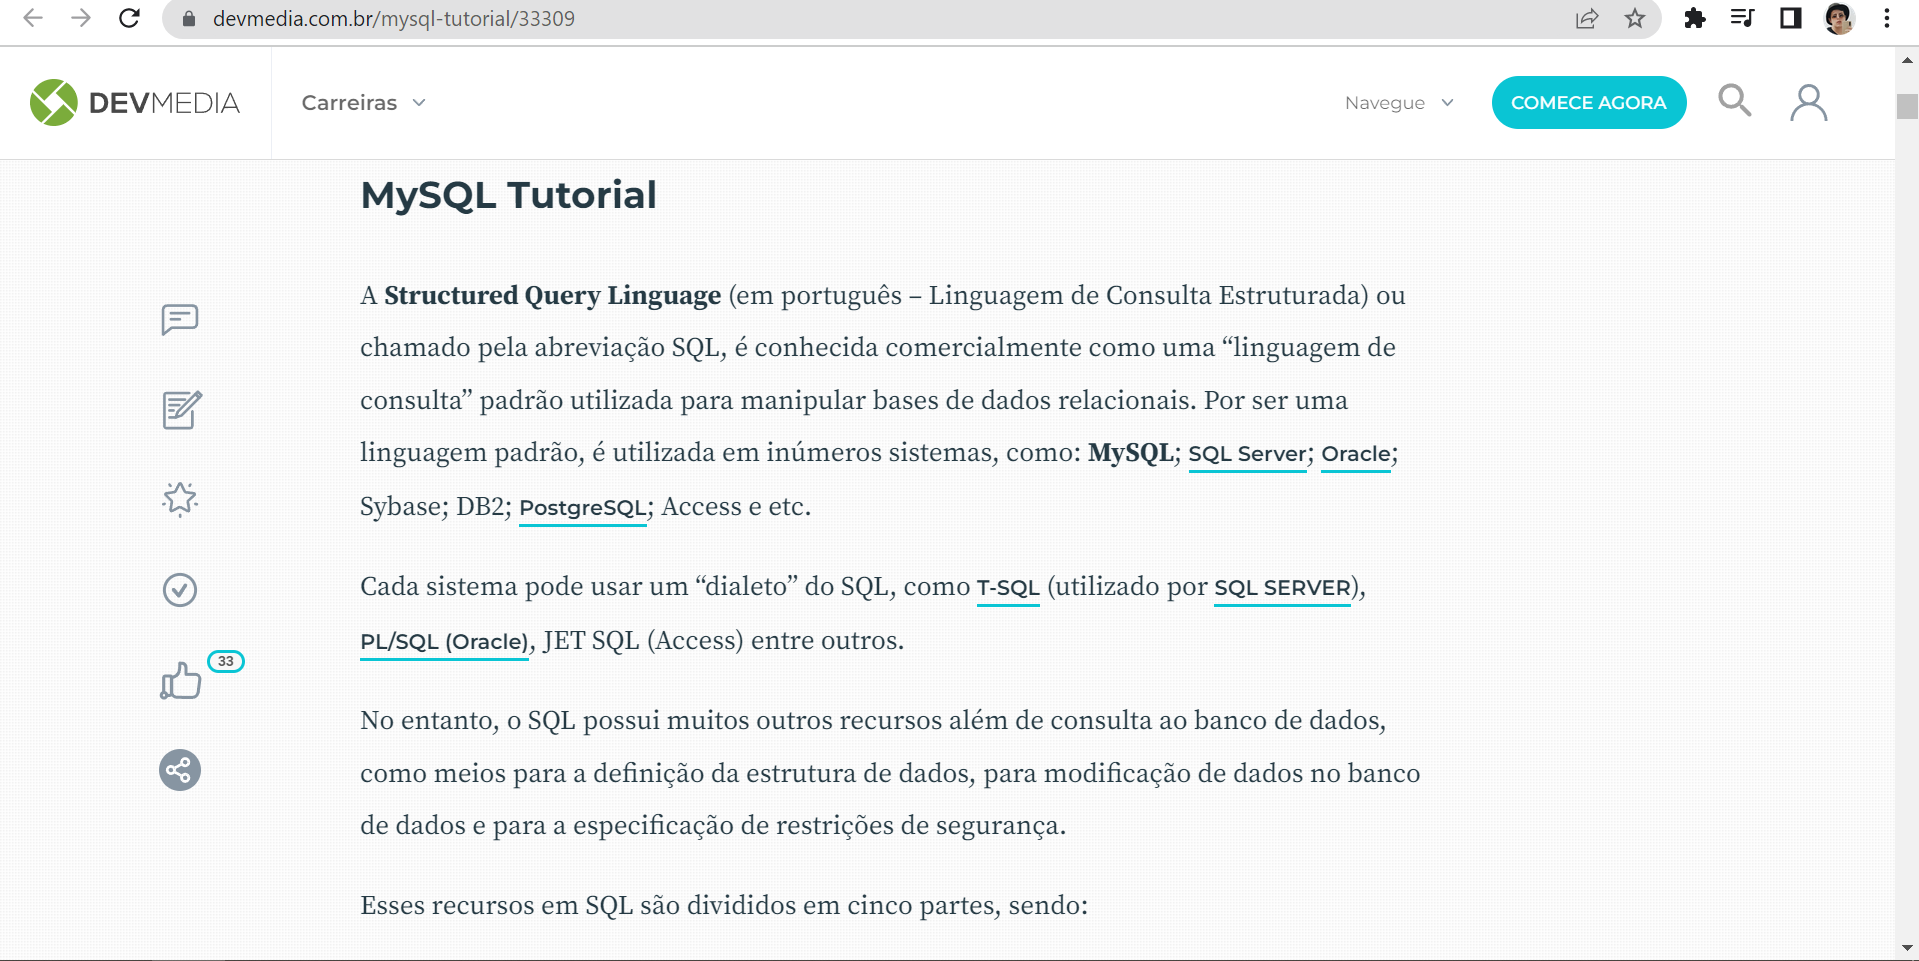 devmedia.com.br/mysql-tutorial/33309
DEVMEDIA
Carreiras
Navegue
COMECE AGORA
MySQL Tutorial
A Structured Query Linguage (em português – Linguagem de Consulta Estruturada) ou
chamado pela abreviação SQL, é conhecida comercialmente como uma “linguagem de
consulta” padrão utilizada para manipular bases de dados relacionais. Por ser uma
linguagem padrão, é utilizada em inúmeros sistemas, como: MySQL; SQL Server; Oracle;
Sybase; DB2; PostgreSQL; Access e etc.
Cada sistema pode usar um “dialeto” do SQL, como T-SQL (utilizado por SQL SERVER),
PL/SQL (Oracle), JET SQL (Access) entre outros.
33
No entanto, o SQL possui muitos outros recursos além de consulta ao banco de dados,
como meios para a definição da estrutura de dados, para modificação de dados no banco
de dados e para a especificação de restrições de segurança.
Esses recursos em SQL são divididos em cinco partes, sendo: